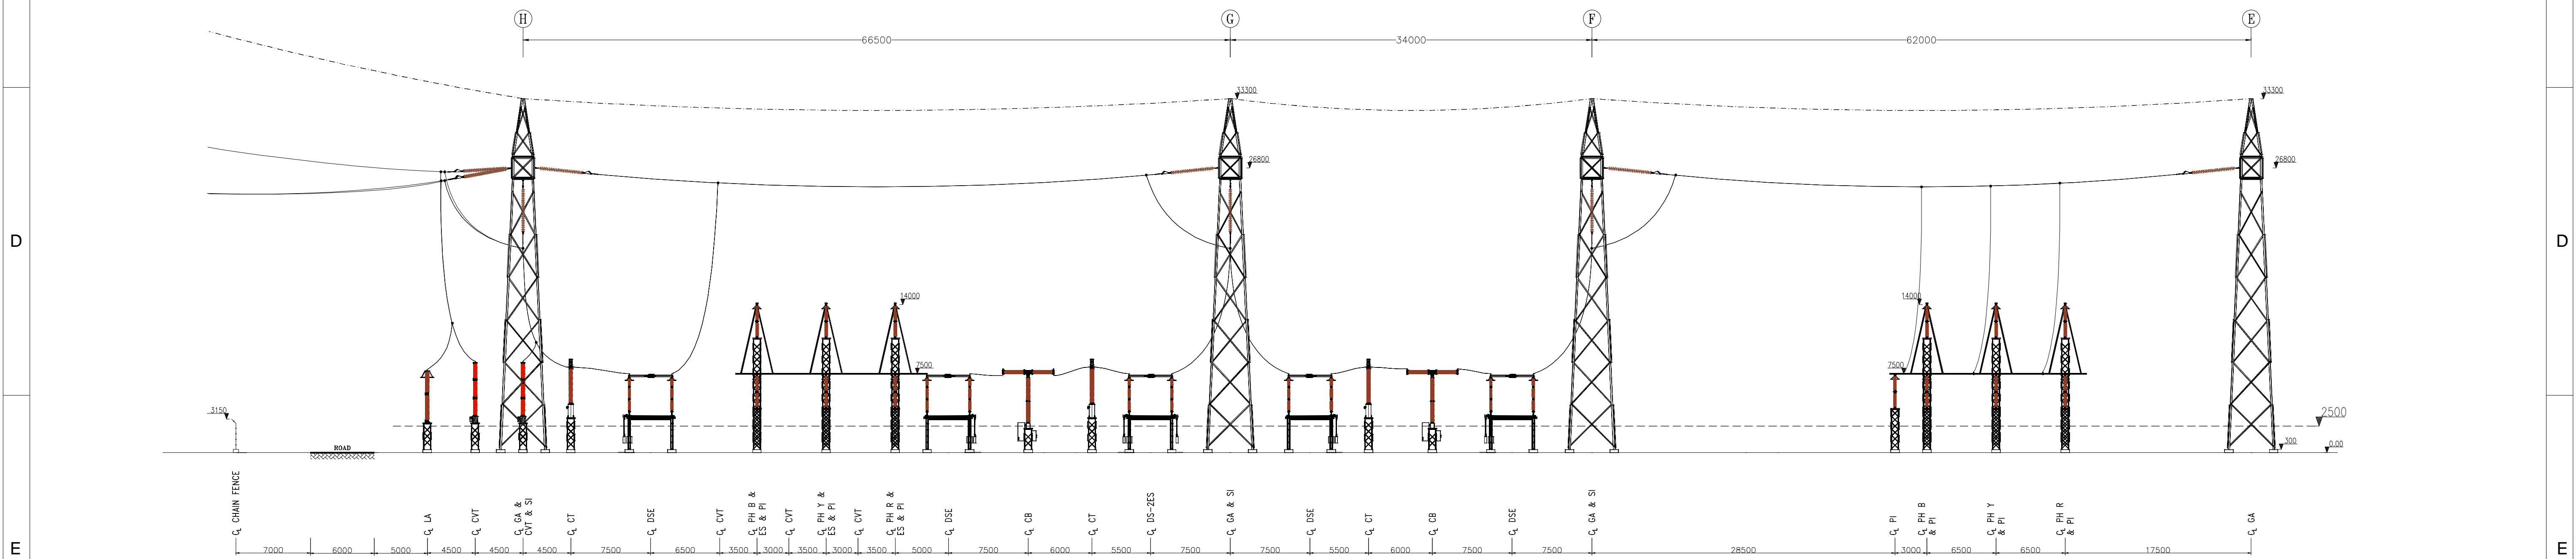 H
G
F
E
66500
34000
62000
33300
33300
26800
26800
D
D
14000
14000
7500
7500
3150
2500
ROAD
300
0.00
℄ CHAIN FENCE
℄ LA
℄ CVT
℄ GA &
CVT & SI
℄ CT
℄ DSE
℄ CVT
℄ PH B &
ES & PI
℄ CVT
℄ PH Y &
ES & PI
℄ CVT
℄ PH R &
ES & PI
℄ DSE
℄ CB
℄ CT
℄ DS-2ES
℄ GA & SI
℄ DSE
℄ CT
℄ CB
℄ DSE
℄ GA & SI
℄ PI
℄ PH B
& PI
℄ PH Y
& PI
℄ PH R
& PI
℄ GA
E
E
7000
6000
5000
4500
4500
4500
7500
6500
3500
3000
3500
3000
3500
5000
7500
6000
5500
7500
7500
5500
6000
7500
7500
28500
3000
6500
6500
17500